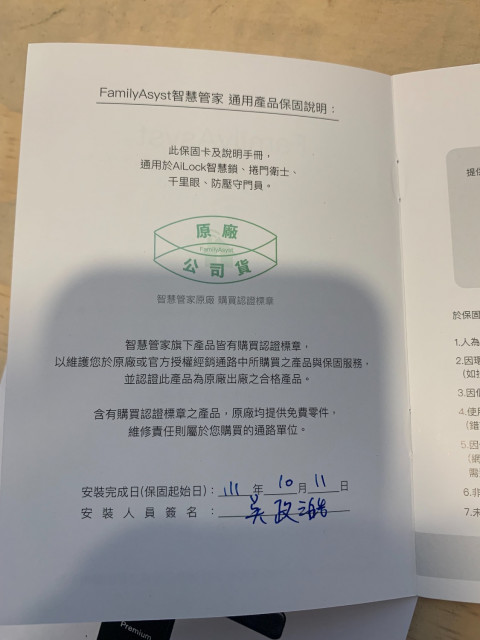 FamilyAsyst智慧管家 通用產品保固說明：
此保固卡及說明手冊，
通用於AiLock智慧鎖、捲門衛士、
千里眼、防壓守門員。
原廠
FamilyAsyst
公司貨
智慧管家原廠 購買認證標章
智慧管家旗下產品皆有購買認證標章，
以維護您於原廠或官方授權經銷通路中所購買之產品與保固服務，
並認證此產品為原廠出廠之合格產品。
含有購買認證標章之產品，原廠均提供免費零件，
維修責任則屬於您購買的通路單位。
安裝完成日(保固起始日)：111年10月11日
安裝人員簽名：吳政
提供
於保固
1.人為
2.因環
(如
3.因
4.使用
5.因
6.非
7.未
Premium